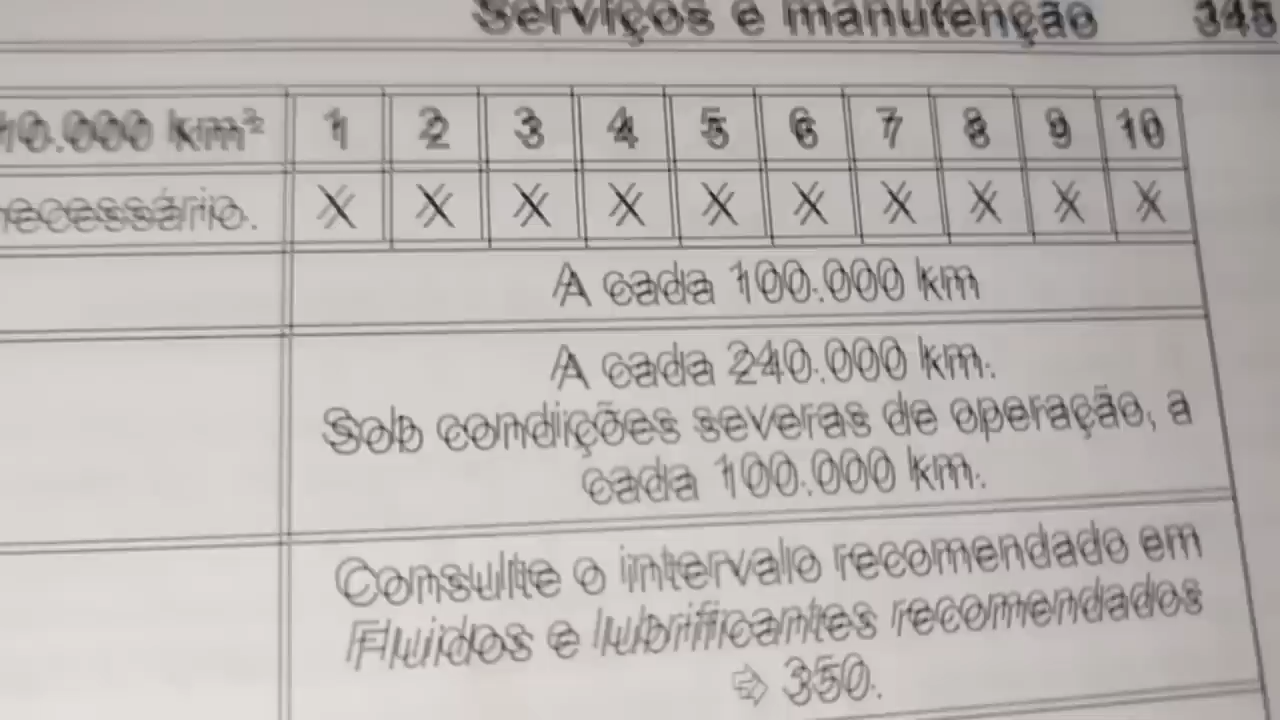 Serviços e manutenção 345
10.000 km² 1 2 3 4 5 6 7 8 9 10
necessário. X X X X X X X X X X
A cada 100.000 km
A cada 240.000 km.
Sob condições severas de operação, a
cada 100.000 km.
Consulte o intervalo recomendado em
Fluidos e lubrificantes recomendados
⇨ 350.